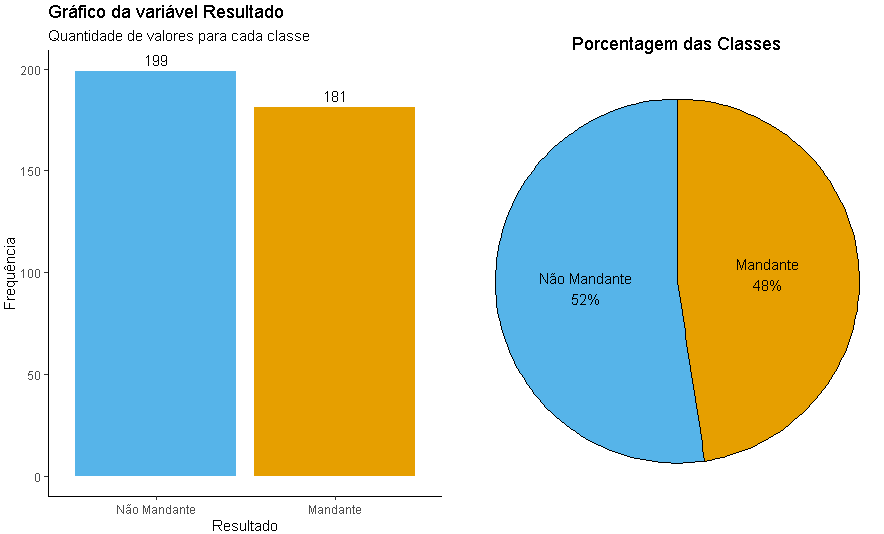 Gráfico da variável Resultado
Quantidade de valores para cada classe
199
181
200
150
100
50
0
Frequência
Não Mandante
Mandante
Resultado
Porcentagem das Classes
Não Mandante
52%
Mandante
48%